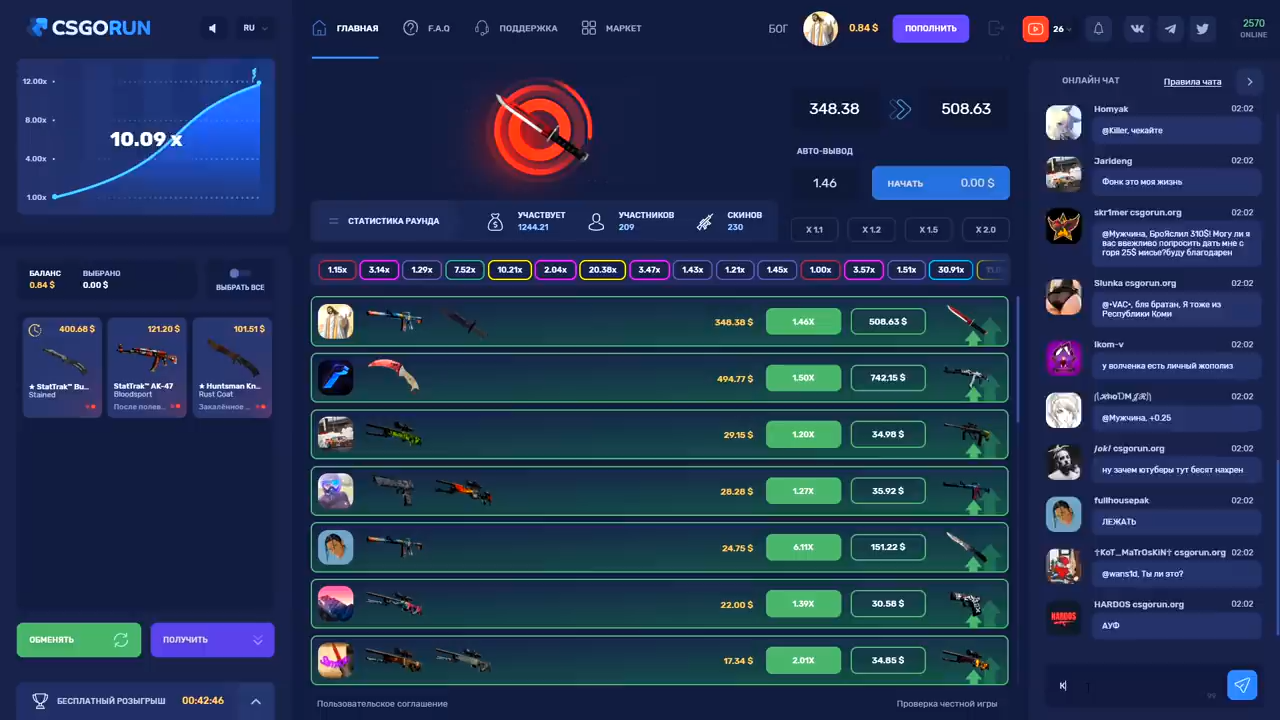 CSGORUN
RU
ГЛАВНАЯ
F.A.Q
ПОДДЕРЖКА
МАРКЕТ
БОГ
0.84 $
ПОПОЛНИТЬ
26
2570
ONLINE
12.00x
8.00x
4.00x
1.00x
10.09 x
348.38
508.63
АВТО-ВЫВОД
1.46
НАЧАТЬ 0.00 $
СТАТИСТИКА РАУНДА
УЧАСТВУЕТ
1244.21
УЧАСТНИКОВ
209
СКИНОВ
230
X 1.1
X 1.2
X 1.5
X 2.0
БАЛАНС
0.84 $
ВЫБРАНО
0.00 $
ВЫБРАТЬ ВСЕ
1.15x 3.14x 1.29x 7.52x 10.21x 2.04x 20.38x 3.47x 1.43x 1.21x 1.45x 1.00x 3.57x 1.51x 30.91x
400.68 $
★ StatTrak™ Bu...
Stained
121.20 $
StatTrak™ AK-47
Bloodsport
После полев...
101.51 $
★ Huntsman Kn...
Rust Coat
Закалённое ...
348.38 $ 1.46X 508.63 $
494.77 $ 1.50X 742.15 $
29.15 $ 1.20X 34.98 $
28.28 $ 1.27X 35.92 $
24.75 $ 6.11X 151.22 $
22.00 $ 1.39X 30.58 $
17.34 $ 2.01X 34.85 $
ОБМЕНЯТЬ
ПОЛУЧИТЬ
БЕСПЛАТНЫЙ РОЗЫГРЫШ 00:42:46
Пользовательское соглашение
Проверка честной игры
ОНЛАЙН ЧАТ
Правила чата
Homyak 02:02
@Killer, чекайте
Jarideng 02:02
Фонк это моя жизнь
skr1mer csgorun.org 02:02
@Мужчина, БроЯслил 310$! Могу ли я
вас ввежливо попросить дать мне с
горя 25$ мисье?буду благодарен
Slunka csgorun.org 02:02
@•VAC•, бля братан, Я тоже из
Республики Коми
Ikom-v 02:02
у волченка есть личный жополиз
02:02
@Мужчина, +0.25
/ok/ csgorun.org 02:02
ну зачем ютуберы тут бесят нахрен
fullhousepak 02:02
ЛЕЖАТЬ
†KoT_MaTrOsKiN† csgorun.org 02:02
@wans1d, Ты ли это?
HARDOS csgorun.org 02:02
HARDOS
АУФ
К
99